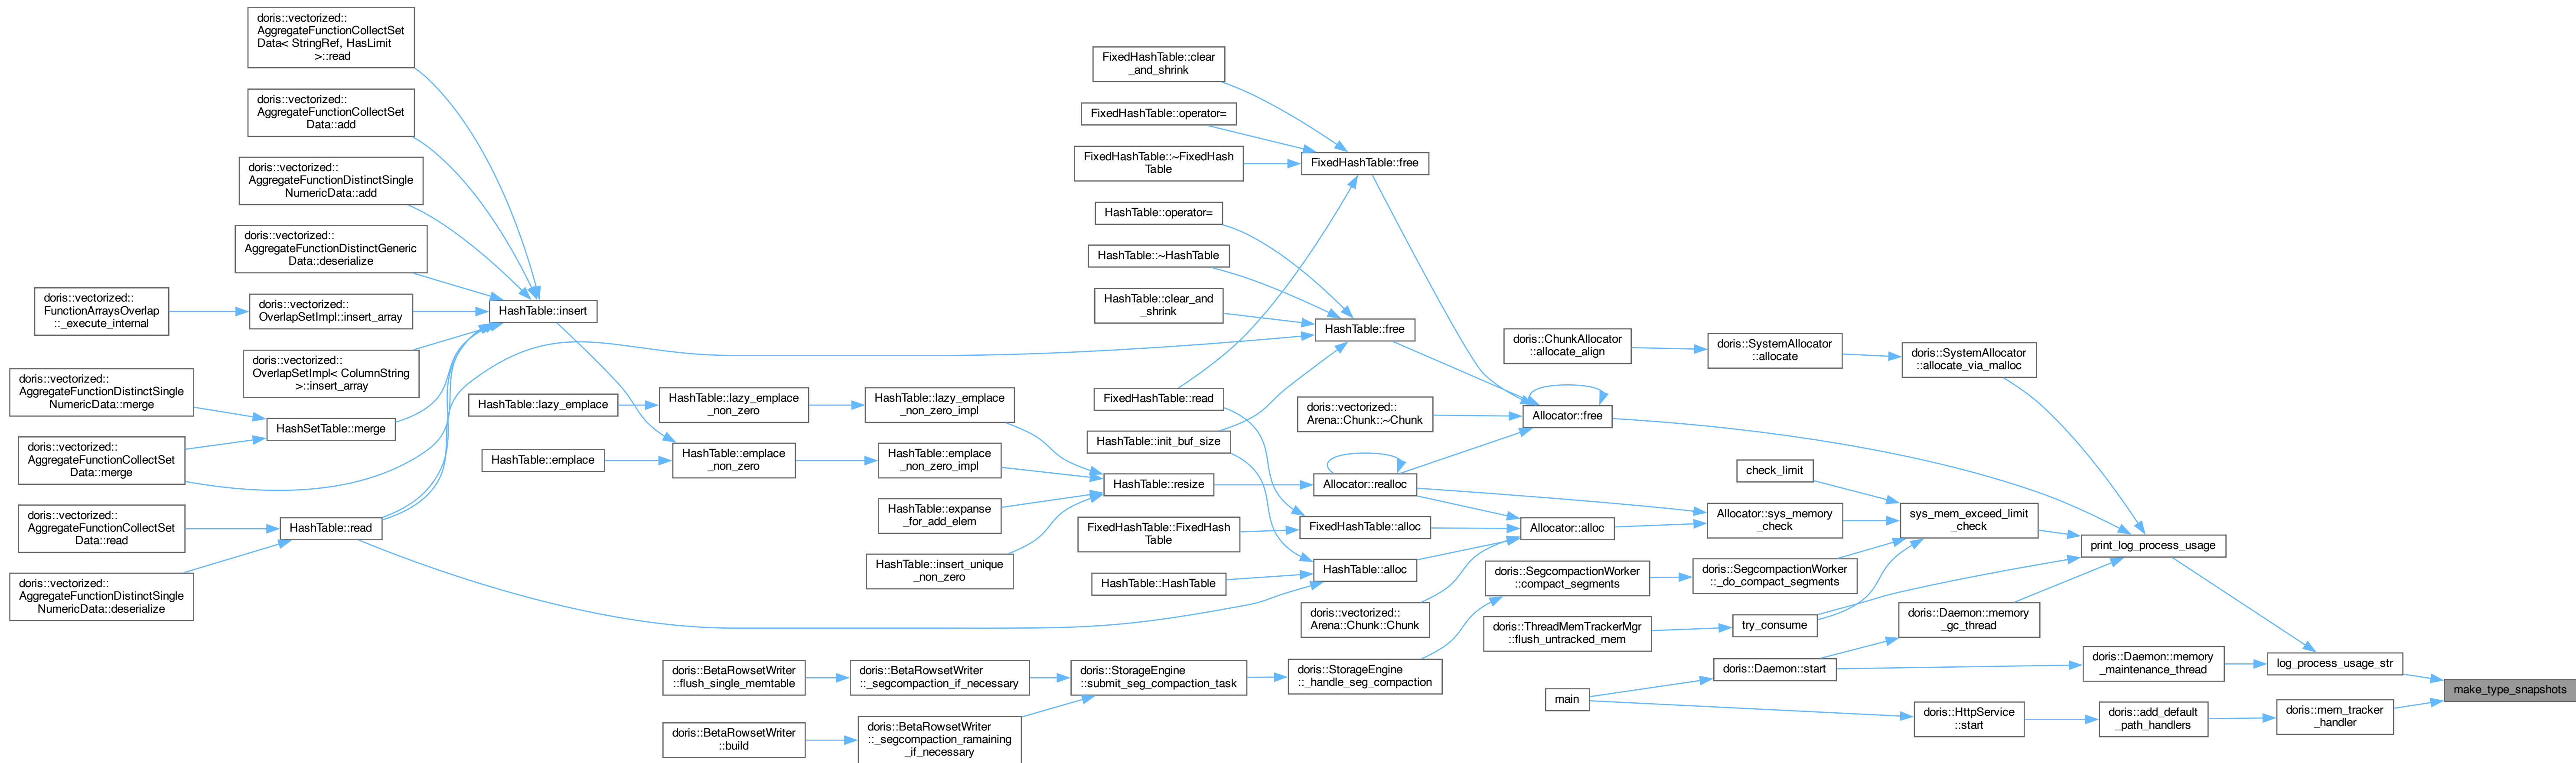 doris::vectorized::
AggregateFunctionCollectSet
Data< StringRef, HasLimit
>::read
doris::vectorized::
AggregateFunctionCollectSet
Data::add
doris::vectorized::
AggregateFunctionDistinctSingle
NumericData::add
doris::vectorized::
AggregateFunctionDistinctGeneric
Data::deserialize
doris::vectorized::
FunctionArraysOverlap
::_execute_internal
doris::vectorized::
OverlapSetImpl::insert_array
HashTable::insert
doris::vectorized::
OverlapSetImpl< ColumnString
>::insert_array
doris::vectorized::
AggregateFunctionDistinctSingle
NumericData::merge
HashSetTable::merge
doris::vectorized::
AggregateFunctionCollectSet
Data::merge
doris::vectorized::
AggregateFunctionCollectSet
Data::read
HashTable::read
doris::vectorized::
AggregateFunctionDistinctSingle
NumericData::deserialize
HashTable::lazy_emplace
HashTable::lazy_emplace
_non_zero
HashTable::lazy_emplace
_non_zero_impl
HashTable::emplace
HashTable::emplace
_non_zero
HashTable::emplace
_non_zero_impl
HashTable::expanse
_for_add_elem
HashTable::insert_unique
_non_zero
doris::BetaRowsetWriter
::flush_single_memtable
doris::BetaRowsetWriter
::_segcompaction_if_necessary
doris::BetaRowsetWriter
::build
doris::BetaRowsetWriter
::_segcompaction_ramaining
_if_necessary
doris::StorageEngine
::submit_seg_compaction_task
doris::StorageEngine
::_handle_seg_compaction
FixedHashTable::clear
_and_shrink
FixedHashTable::operator=
FixedHashTable::~FixedHash
Table
FixedHashTable::free
HashTable::operator=
HashTable::~HashTable
HashTable::clear_and
_shrink
HashTable::free
FixedHashTable::read
HashTable::init_buf_size
HashTable::resize
FixedHashTable::FixedHash
Table
HashTable::HashTable
doris::vectorized::
Arena::Chunk::~Chunk
Allocator::realloc
FixedHashTable::alloc
HashTable::alloc
doris::vectorized::
Arena::Chunk::Chunk
Allocator::free
Allocator::alloc
doris::ChunkAllocator
::allocate_align
doris::SystemAllocator
::allocate
doris::SystemAllocator
::allocate_via_malloc
check_limit
Allocator::sys_memory
_check
sys_mem_exceed_limit
_check
doris::SegcompactionWorker
::compact_segments
doris::SegcompactionWorker
::_do_compact_segments
doris::ThreadMemTrackerMgr
::flush_untracked_mem
try_consume
doris::Daemon::memory
_gc_thread
print_log_process_usage
main
doris::Daemon::start
doris::Daemon::memory
_maintenance_thread
log_process_usage_str
doris::HttpService
::start
doris::add_default
_path_handlers
doris::mem_tracker
_handler
make_type_snapshots